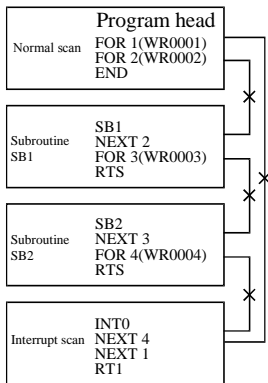 Program head
Normal scan
FOR 1(WR0001)
FOR 2(WR0002)
END
Subroutine
SB1
SB1
NEXT 2
FOR 3(WR0003)
RTS
Subroutine
SB2
SB2
NEXT 3
FOR 4(WR0004)
RTS
Interrupt scan
INT0
NEXT 4
NEXT 1
RT1